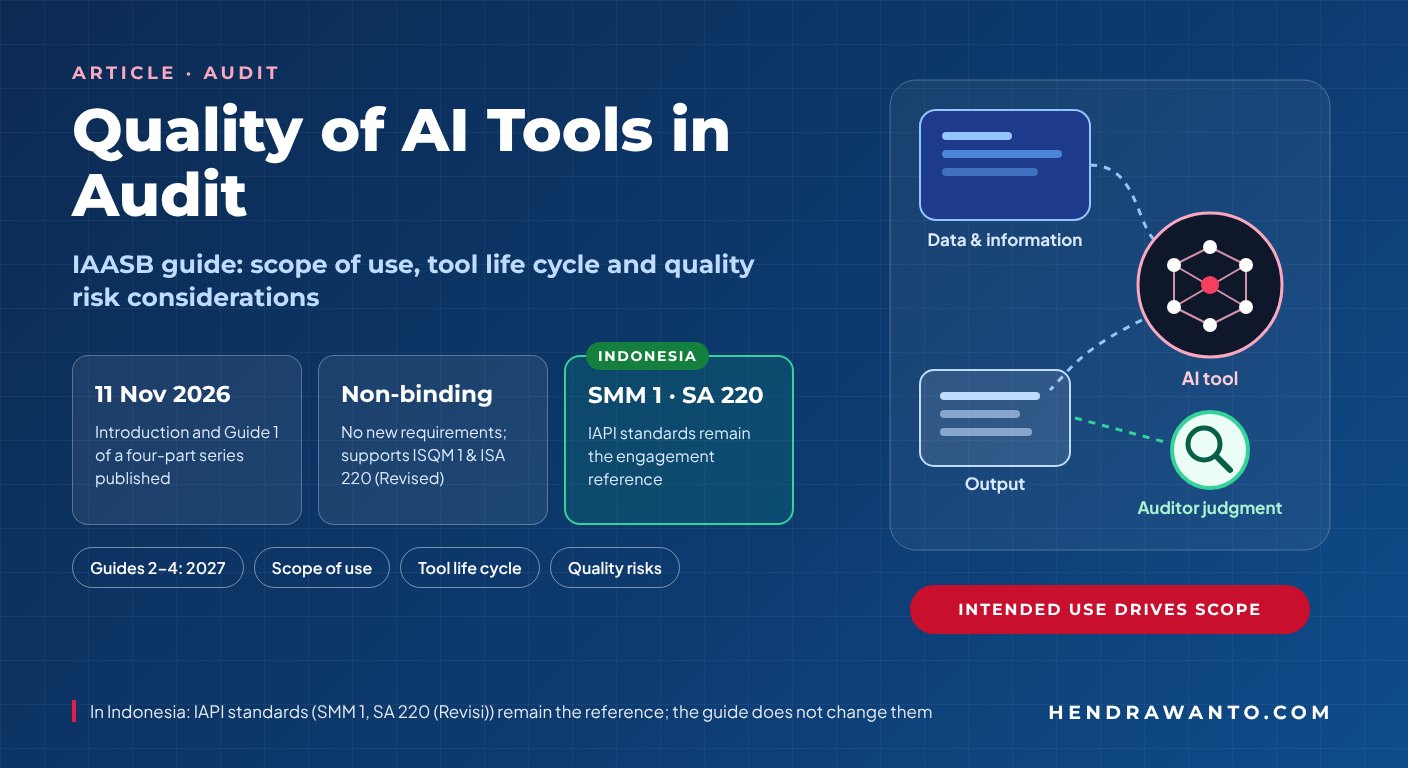 ARTICLE · AUDIT
Quality of AI Tools in
Audit
IAASB guide: scope of use, tool life cycle and quality
risk considerations
11 Nov 2026
Introduction and Guide 1
of a four-part series
published
Non-binding
No new requirements;
supports ISQM 1 & ISA
220 (Revised)
INDONESIA
SMM 1 · SA 220
IAPI standards remain
the engagement
reference
Guides 2–4: 2027
Scope of use
Tool life cycle
Quality risks
Data & information
AI tool
Output
Auditor judgment
INTENDED USE DRIVES SCOPE
In Indonesia: IAPI standards (SMM 1, SA 220 (Revisi)) remain the reference; the guide does not change them
HENDRAWANTO.COM